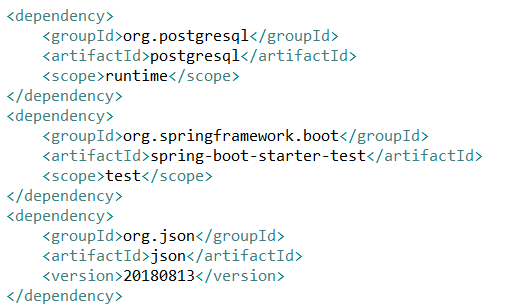 <dependency>
    <groupId>org.postgresql</groupId>
    <artifactId>postgresql</artifactId>
    <scope>runtime</scope>
</dependency>
<dependency>
    <groupId>org.springframework.boot</groupId>
    <artifactId>spring-boot-starter-test</artifactId>
    <scope>test</scope>
</dependency>
<dependency>
    <groupId>org.json</groupId>
    <artifactId>json</artifactId>
    <version>20180813</version>
</dependency>